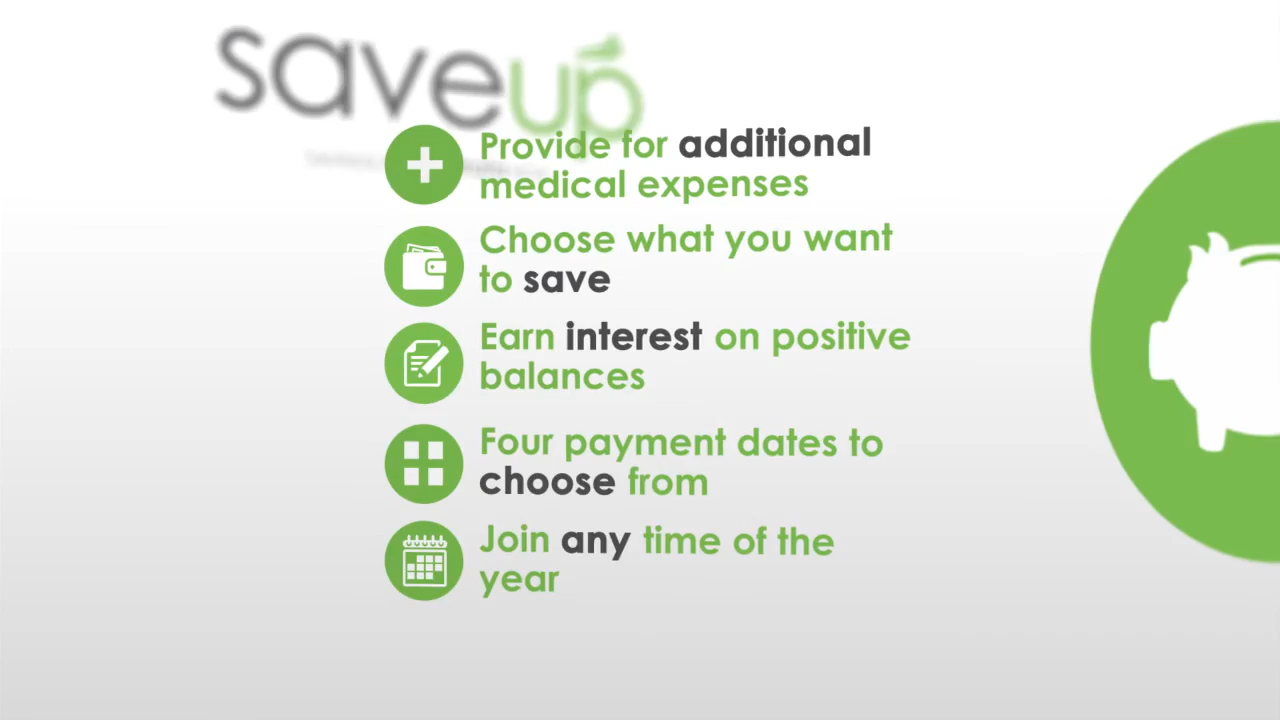 saveup
Provide for additional
medical expenses
Choose what you want
to save
Earn interest on positive
balances
Four payment dates to
choose from
Join any time of the
year